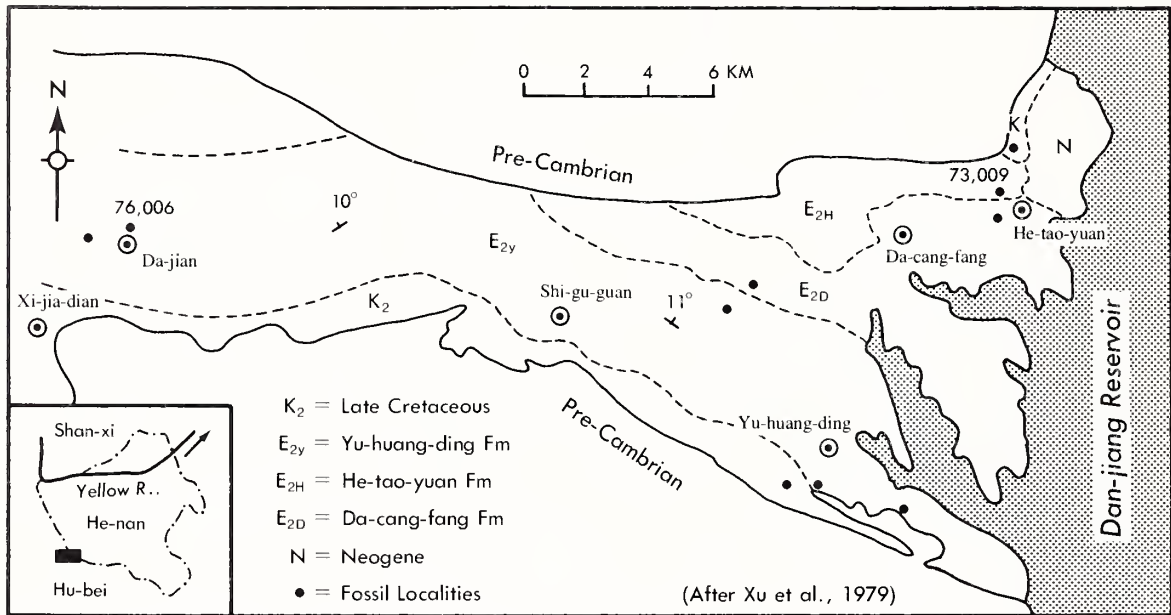 0 2 4 6 KM
N
Pre-Cambrian
K
N
73,009
76,006
10°
E2H
He-tao-yuan
Da-jian
E2y
Da-cang-fang
Xi-jia-dian
K2
Shi-gu-guan
11°
E2D
Dan-jiang Reservoir
Pre-Cambrian
Yu-huang-ding
K2 = Late Cretaceous
E2y = Yu-huang-ding Fm
E2H = He-tao-yuan Fm
E2D = Da-cang-fang Fm
N = Neogene
● = Fossil Localities
Shan-xi
Yellow R..
He-nan
Hu-bei
(After Xu et al., 1979)